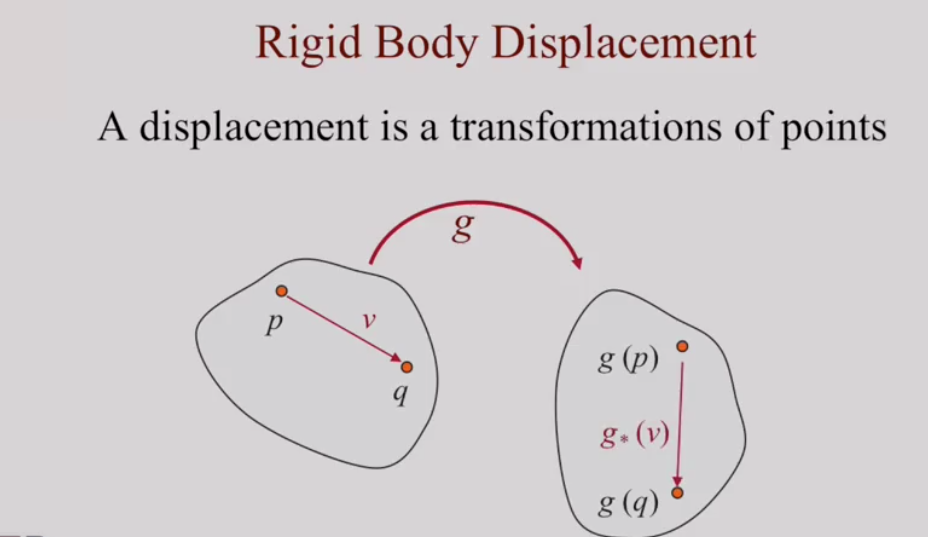 Rigid Body Displacement
A displacement is a transformations of points
g
p
v
q
g (p)
g* (v)
g (q)